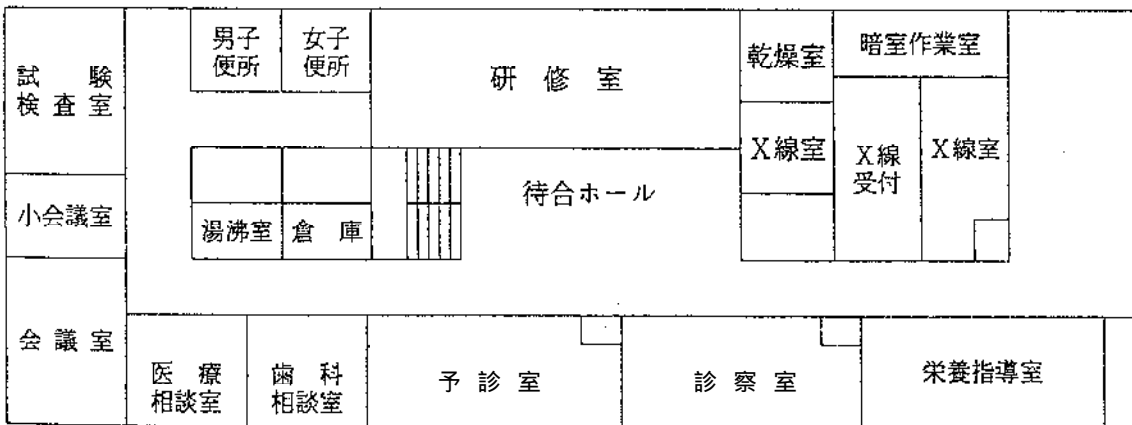 試験
検査室
男子
便所
女子
便所
研修室
乾燥室
暗室作業室
X線室
X線
受付
X線室
小会議室
湯沸室
倉庫
待合ホール
会議室
医療
相談室
歯科
相談室
予診室
診察室
栄養指導室